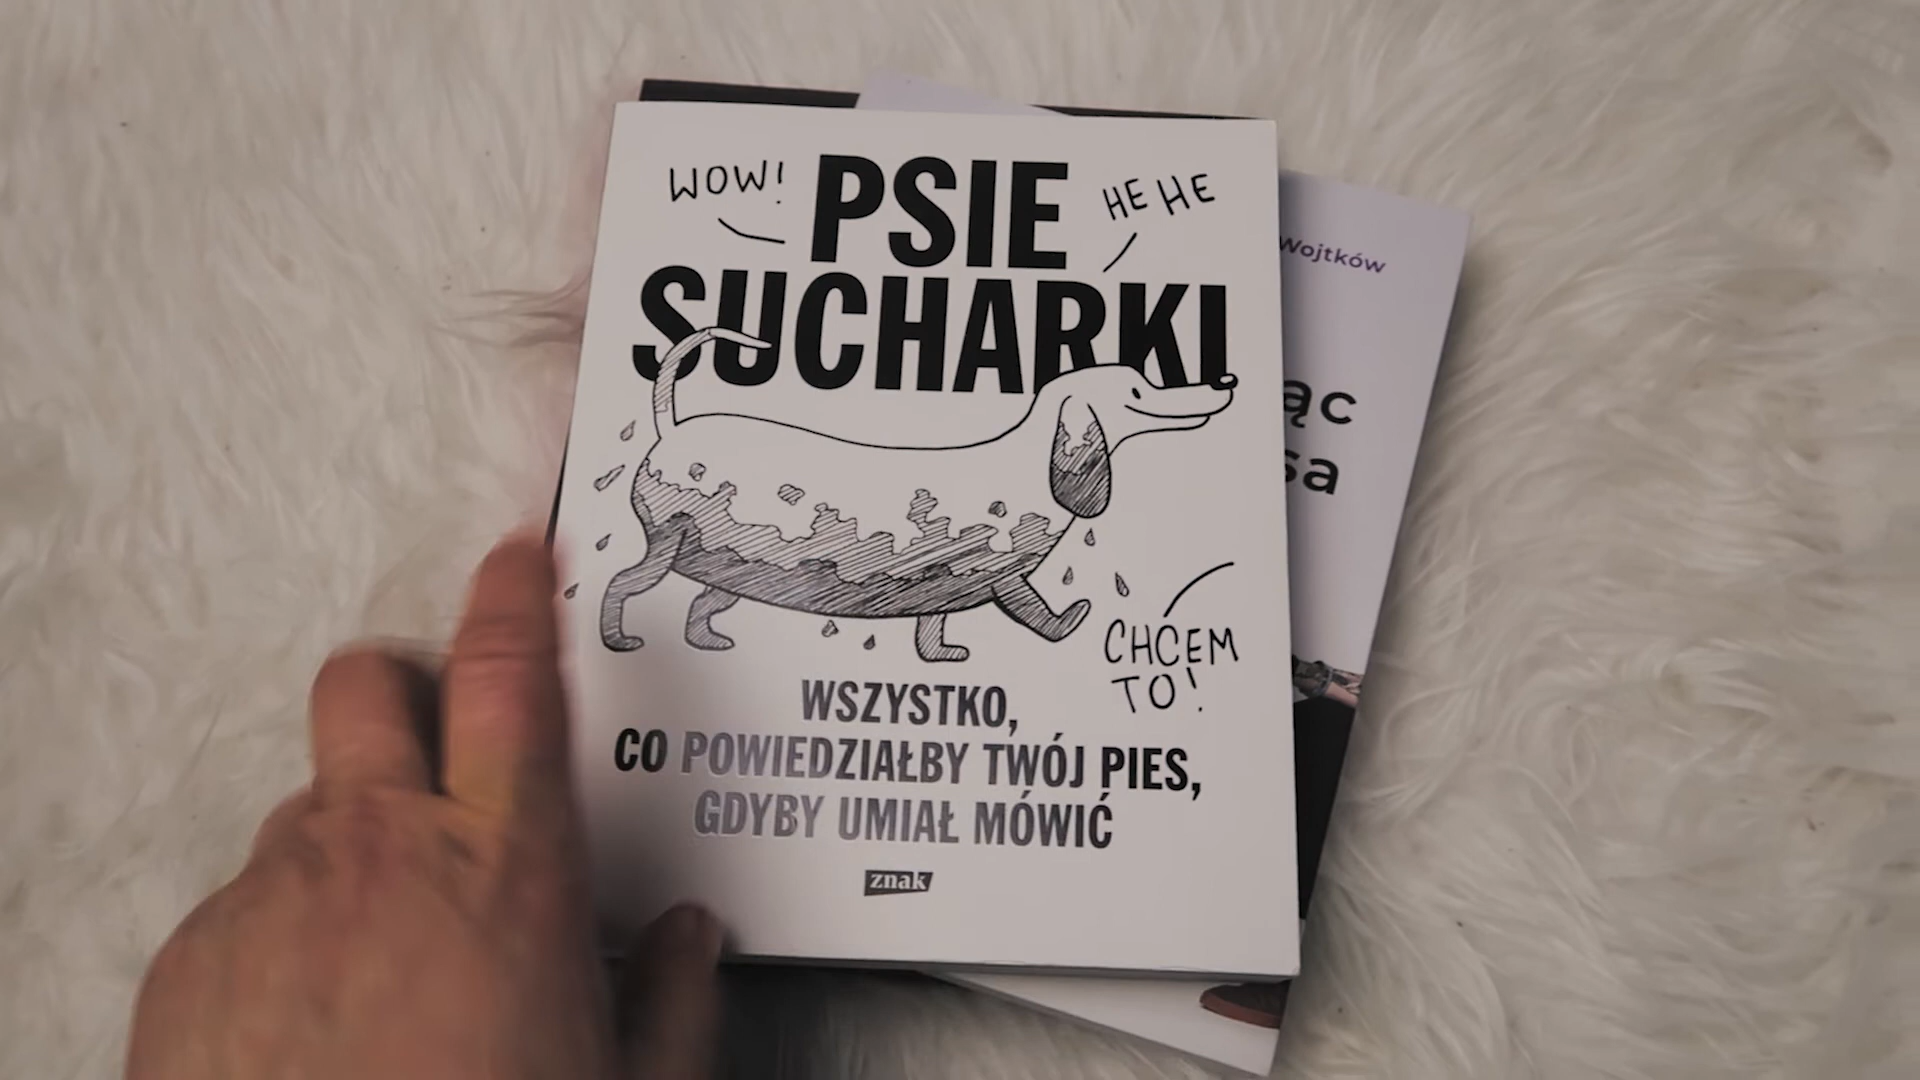 WOW!
PSIE
HE HE
SUCHARKI
CHCEM
TO!
WSZYSTKO,
CO POWIEDZIAŁBY TWÓJ PIES,
GDYBY UMIAŁ MÓWIĆ
znak
Wojtków